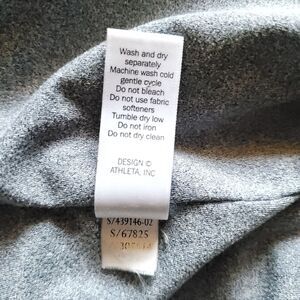 Wash and dry
separately
Machine wash cold
gentle cycle
Do not bleach
Do not use fabric
softeners
Tumble dry low
Do not iron
Do not dry clean
DESIGN ©
ATHLETA, INC
S/439146-02
S/6782S